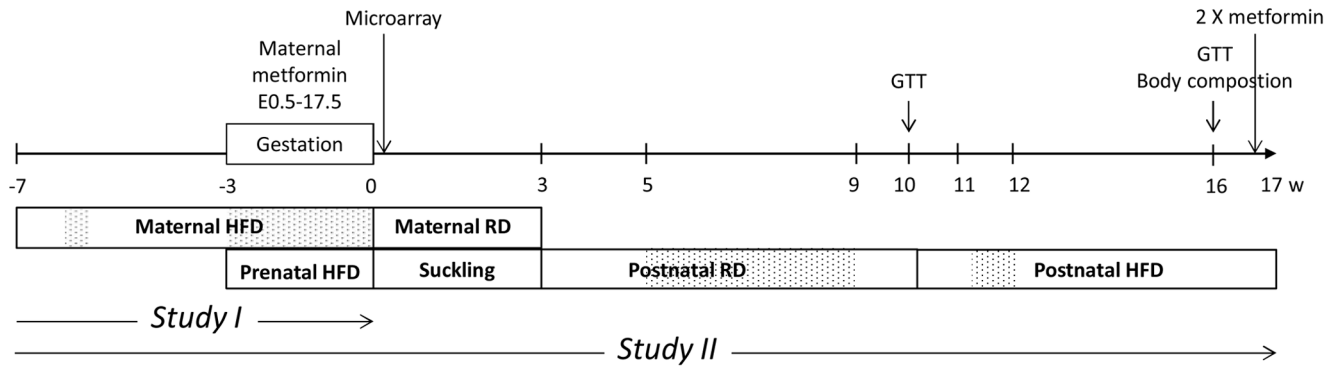 Microarray
2 X metformin
Maternal
metformin
E0.5-17.5
GTT
GTT
Body compostion
Gestation
-7 -3 0 3 5 9 10 11 12 16 17 w
Maternal HFD Maternal RD
Prenatal HFD Suckling Postnatal RD Postnatal HFD
Study I
Study II